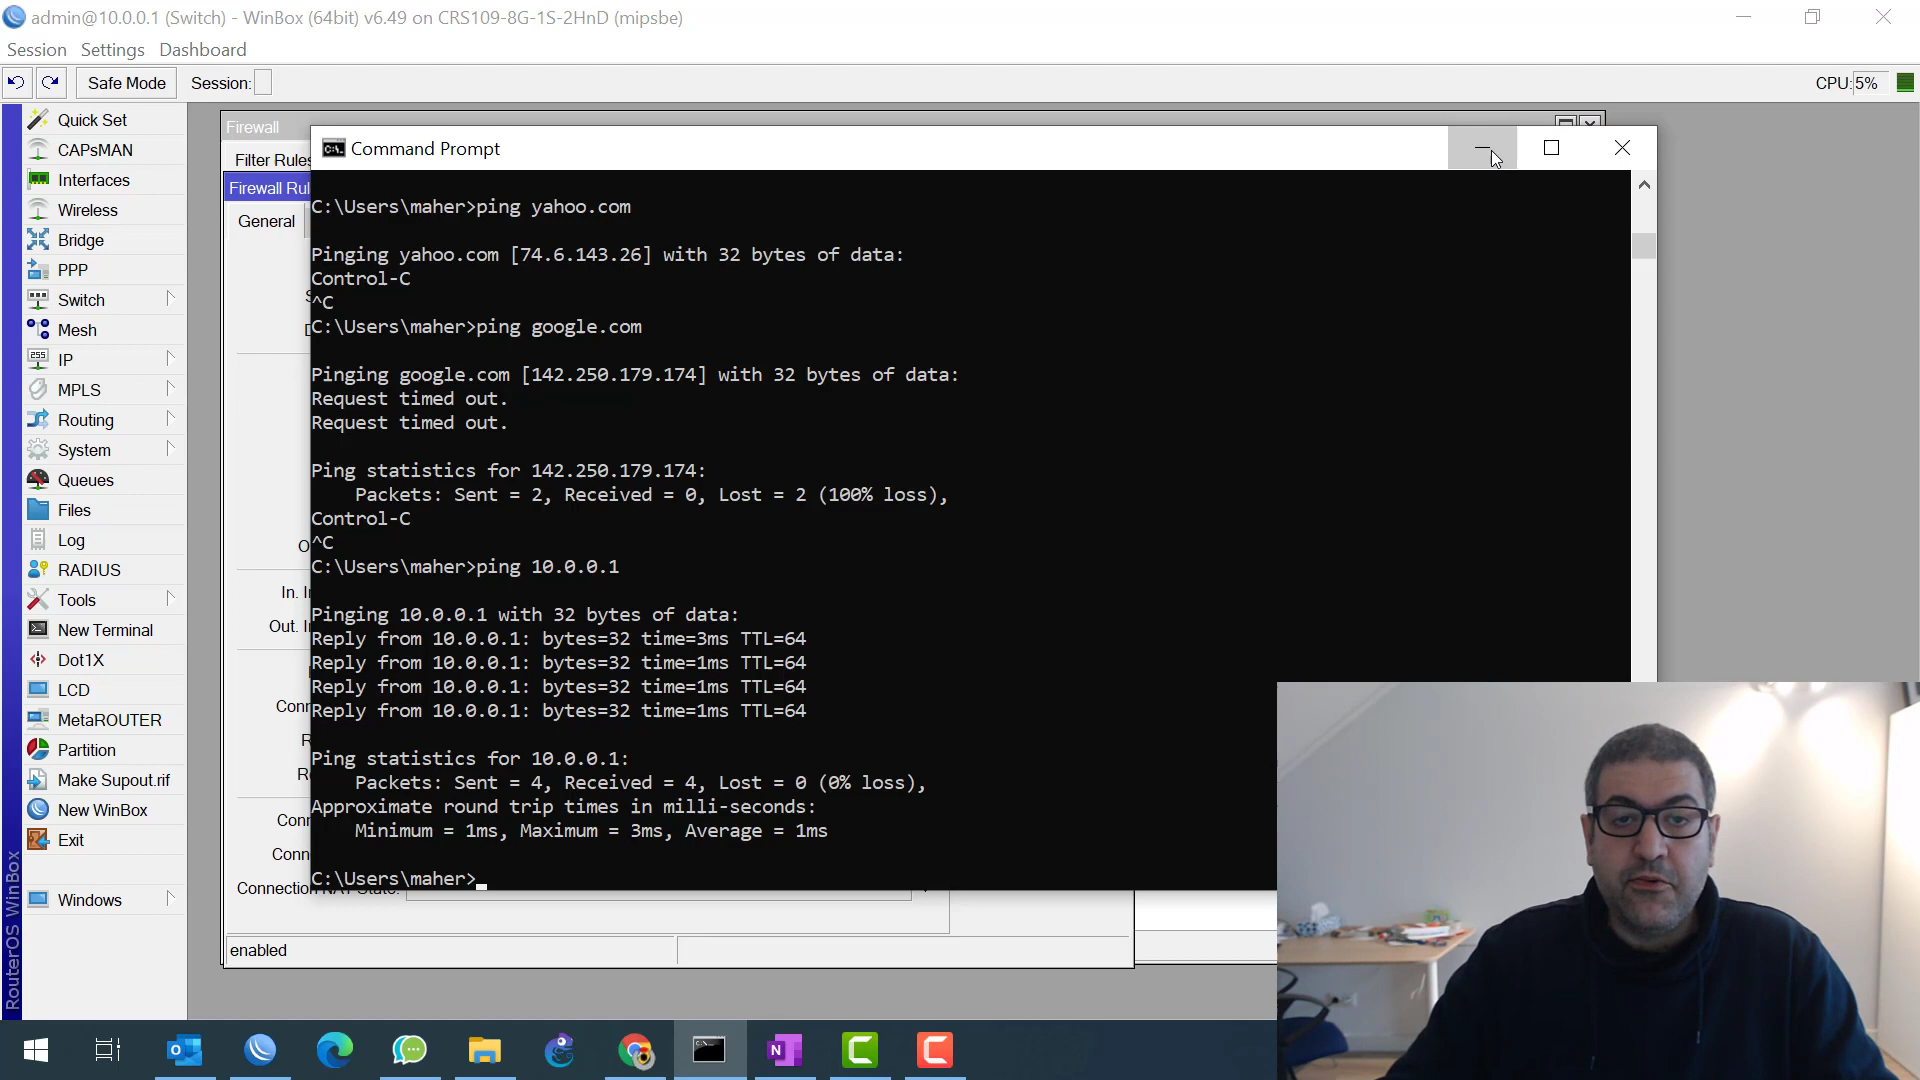 admin@10.0.0.1 (Switch) - WinBox (64bit) v6.49 on CRS109-8G-1S-2HnD (mipsbe)
Session Settings Dashboard
Safe Mode Session: CPU: 5%
Quick Set
CAPsMAN
Interfaces
Wireless
Bridge
PPP
Switch
Mesh
IP
MPLS
Routing
System
Queues
Files
Log
RADIUS
Tools
New Terminal
Dot1X
LCD
MetaROUTER
Partition
Make Supout.rif
New WinBox
Exit
Windows
RouterOS WinBox
Firewall
Filter Rules
Firewall Rul
General
In. I
Out. I
Conn
Conn
Conne
Connection NAT State:
enabled
Command Prompt
C:\Users\maher>ping yahoo.com
Pinging yahoo.com [74.6.143.26] with 32 bytes of data:
Control-C
^C
C:\Users\maher>ping google.com
Pinging google.com [142.250.179.174] with 32 bytes of data:
Request timed out.
Request timed out.
Ping statistics for 142.250.179.174:
Packets: Sent = 2, Received = 0, Lost = 2 (100% loss),
Control-C
^C
C:\Users\maher>ping 10.0.0.1
Pinging 10.0.0.1 with 32 bytes of data:
Reply from 10.0.0.1: bytes=32 time=3ms TTL=64
Reply from 10.0.0.1: bytes=32 time=1ms TTL=64
Reply from 10.0.0.1: bytes=32 time=1ms TTL=64
Reply from 10.0.0.1: bytes=32 time=1ms TTL=64
Ping statistics for 10.0.0.1:
Packets: Sent = 4, Received = 4, Lost = 0 (0% loss),
Approximate round trip times in milli-seconds:
Minimum = 1ms, Maximum = 3ms, Average = 1ms
C:\Users\maher>